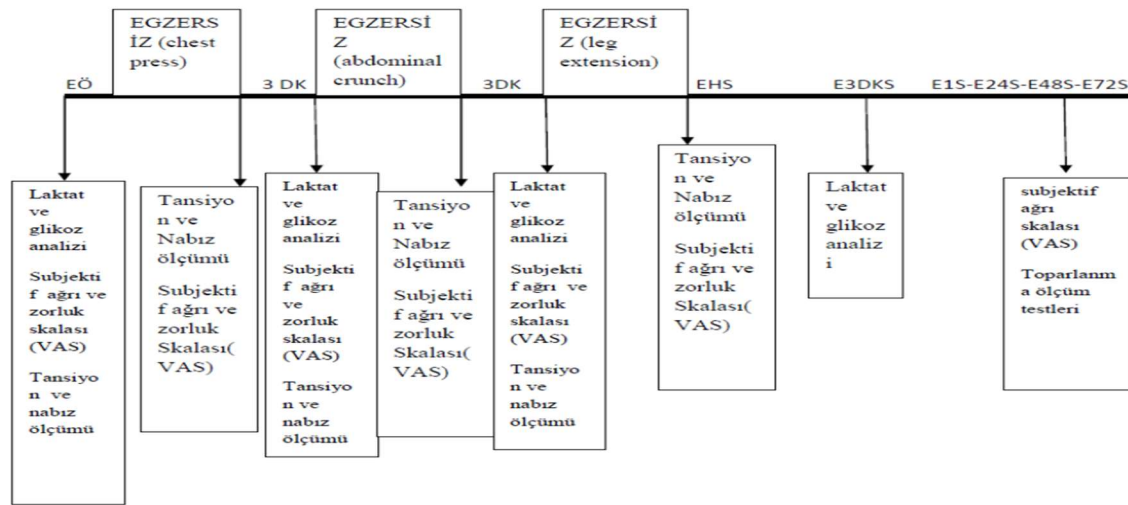 EGZERS
İZ (chest
press)
EGZERSİ
Z
(abdominal
crunch)
EGZERSİ
Z (leg
extension)
EÖ
3 DK
3DK
EHS
E3DKS
E1S-E24S-E48S-E72S
Laktat
ve
glikoz
analizi
Subjekti
f ağrı ve
zorluk
skalası
(VAS)
Tansiyo
n ve
nabız
ölçümü
Tansiyo
n ve
Nabız
ölçümü
Subjekti
f ağrı ve
zorluk
Skalası(
VAS)
Laktat
ve
glikoz
analizi
Subjekti
f ağrı
ve
zorluk
skalası
(VAS)
Tansiyo
n ve
nabız
ölçümü
Tansiyo
n ve
Nabız
ölçümü
Subjekti
f ağrı ve
zorluk
Skalası(
VAS)
Laktat
ve
glikoz
analizi
Subjekti
f ağrı ve
zorluk
skalası
(VAS)
Tansiyo
n ve
nabız
ölçümü
Tansiyo
n ve
Nabız
ölçümü
Subjekti
f ağrı ve
zorluk
Skalası(
VAS)
Laktat
ve
glikoz
analiz
i
subjektif
ağrı
skalası
(VAS)
Toparlanm
a ölçüm
testleri